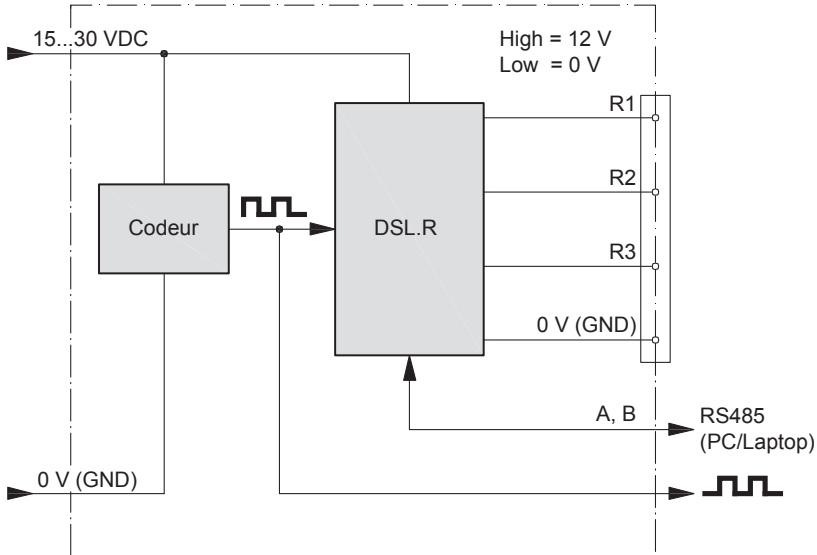 15...30 VDC
High = 12 V
Low = 0 V
R1
R2
Codeur
DSL.R
R3
0 V (GND)
A, B
RS485
(PC/Laptop)
0 V (GND)